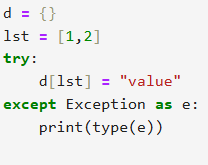 d = {}
lst = [1,2]
try:
    d[lst] = "value"
except Exception as e:
    print(type(e))